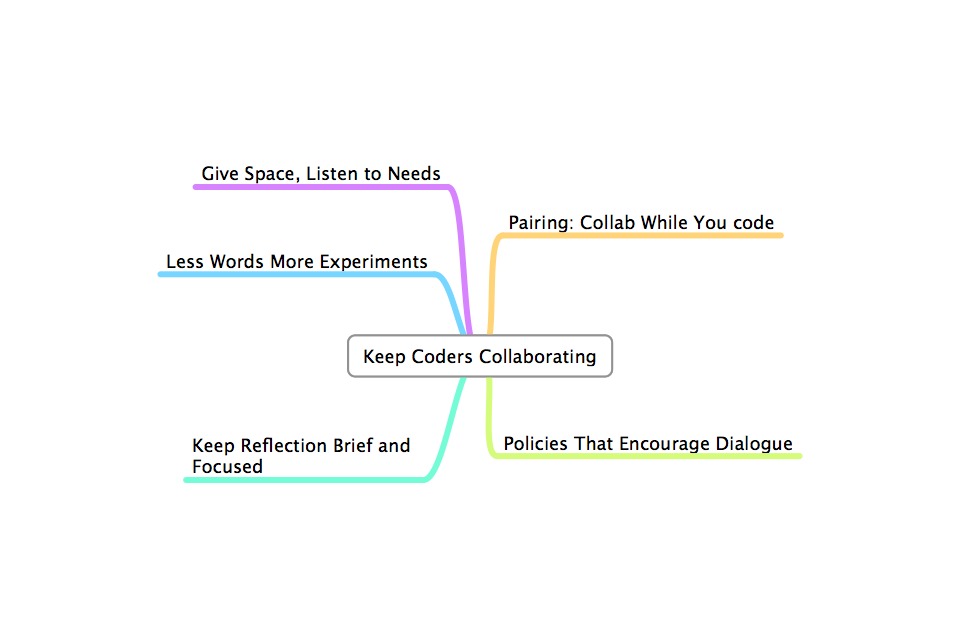 Give Space, Listen to Needs
Pairing: Collab While You code
Less Words More Experiments
Keep Coders Collaborating
Keep Reflection Brief and
Focused
Policies That Encourage Dialogue